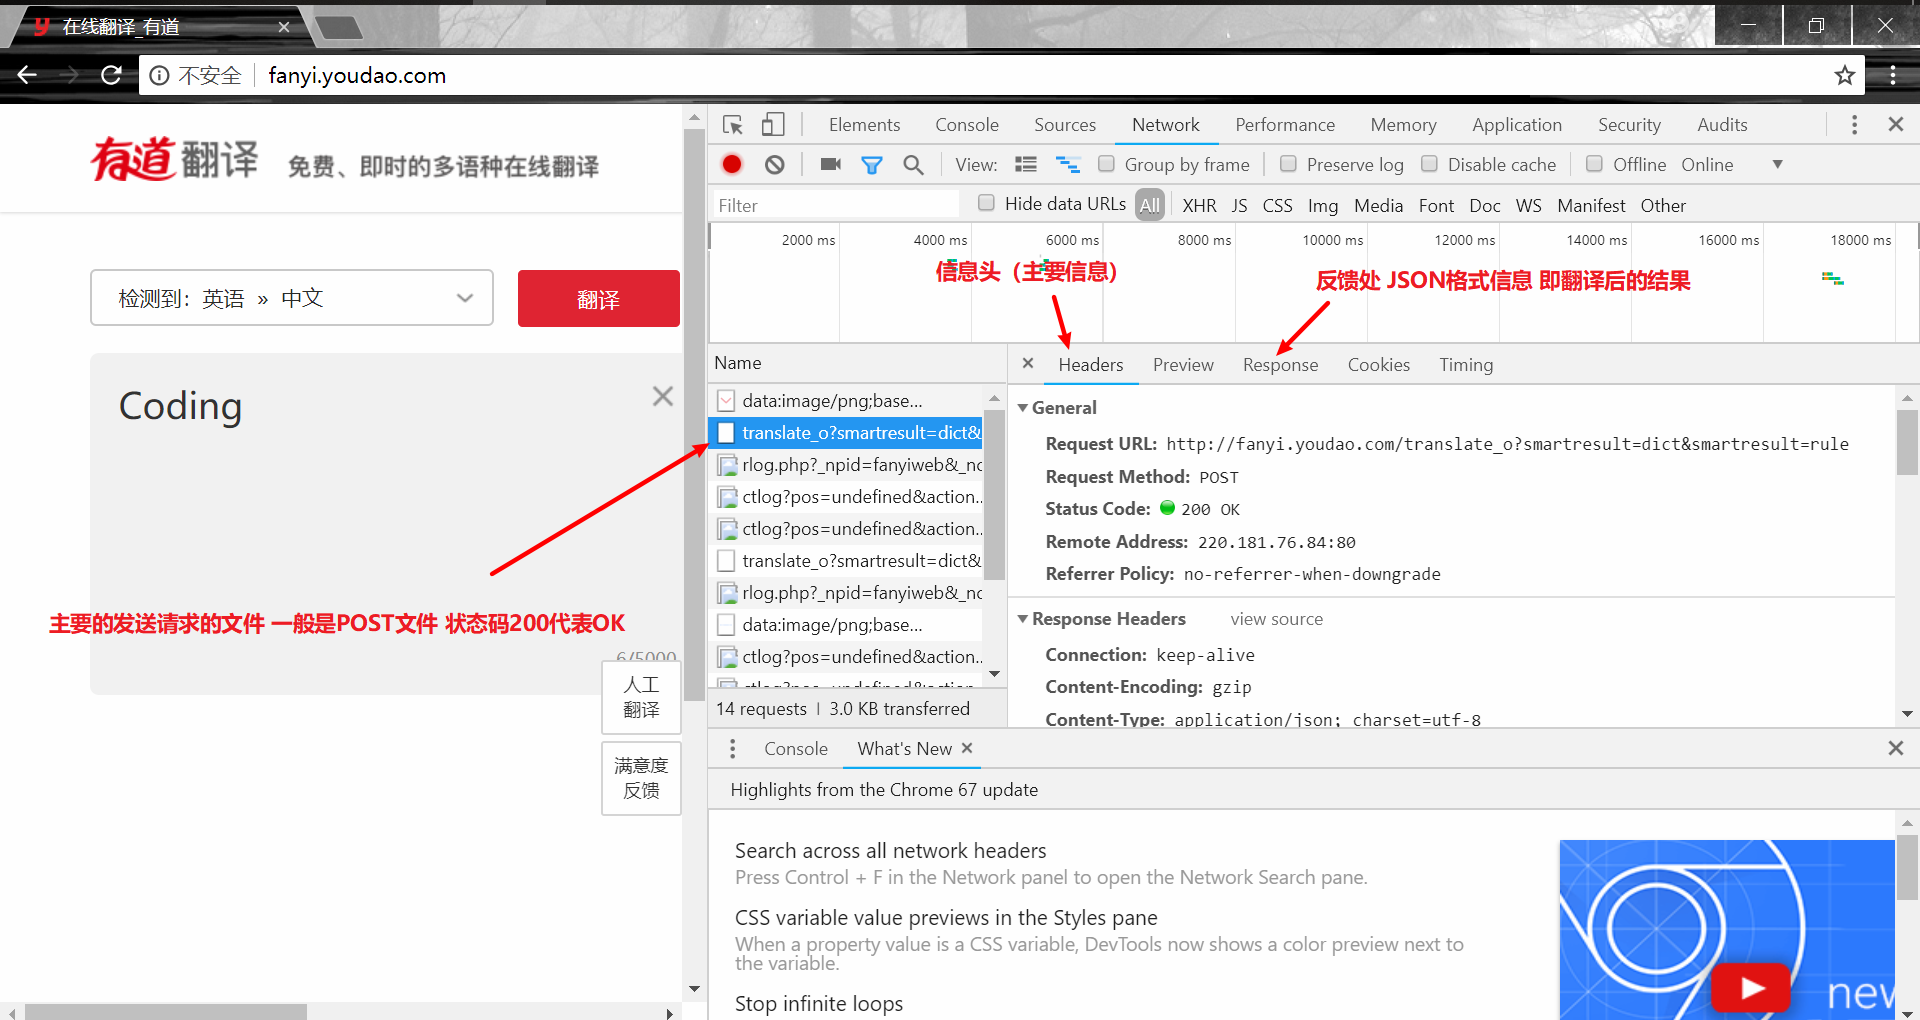 在线翻译_有道
不安全
fanyi.youdao.com
有道翻译 免费、即时的多语种在线翻译
检测到：英语 » 中文
翻译
Coding
主要的发送请求的文件 一般是POST文件 状态码200代表OK
6/5000
人工
翻译
满意度
反馈
Elements Console Sources Network Performance Memory Application Security Audits
View: Group by frame Preserve log Disable cache Offline Online
Filter Hide data URLs All XHR JS CSS Img Media Font Doc WS Manifest Other
2000 ms 4000 ms 6000 ms 8000 ms 10000 ms 12000 ms 14000 ms 16000 ms 18000 ms
信息头（主要信息）
反馈处 JSON格式信息 即翻译后的结果
Name
data:image/png;base...
translate_o?smartresult=dict&
rlog.php?_npid=fanyiweb&_nc
ctlog?pos=undefined&action..
ctlog?pos=undefined&action..
translate_o?smartresult=dict&
rlog.php?_npid=fanyiweb&_nc
data:image/png;base...
ctlog?pos=undefined&action..
ctlog?pos=undefined&action
14 requests | 3.0 KB transferred
Headers Preview Response Cookies Timing
General
Request URL: http://fanyi.youdao.com/translate_o?smartresult=dict&smartresult=rule
Request Method: POST
Status Code: 200 OK
Remote Address: 220.181.76.84:80
Referrer Policy: no-referrer-when-downgrade
Response Headers view source
Connection: keep-alive
Content-Encoding: gzip
Content-Type: application/json; charset=utf-8
Console What's New
Highlights from the Chrome 67 update
Search across all network headers
Press Control + F in the Network panel to open the Network Search pane.
CSS variable value previews in the Styles pane
When a property value is a CSS variable, DevTools now shows a color preview next to
the variable.
Stop infinite loops
new